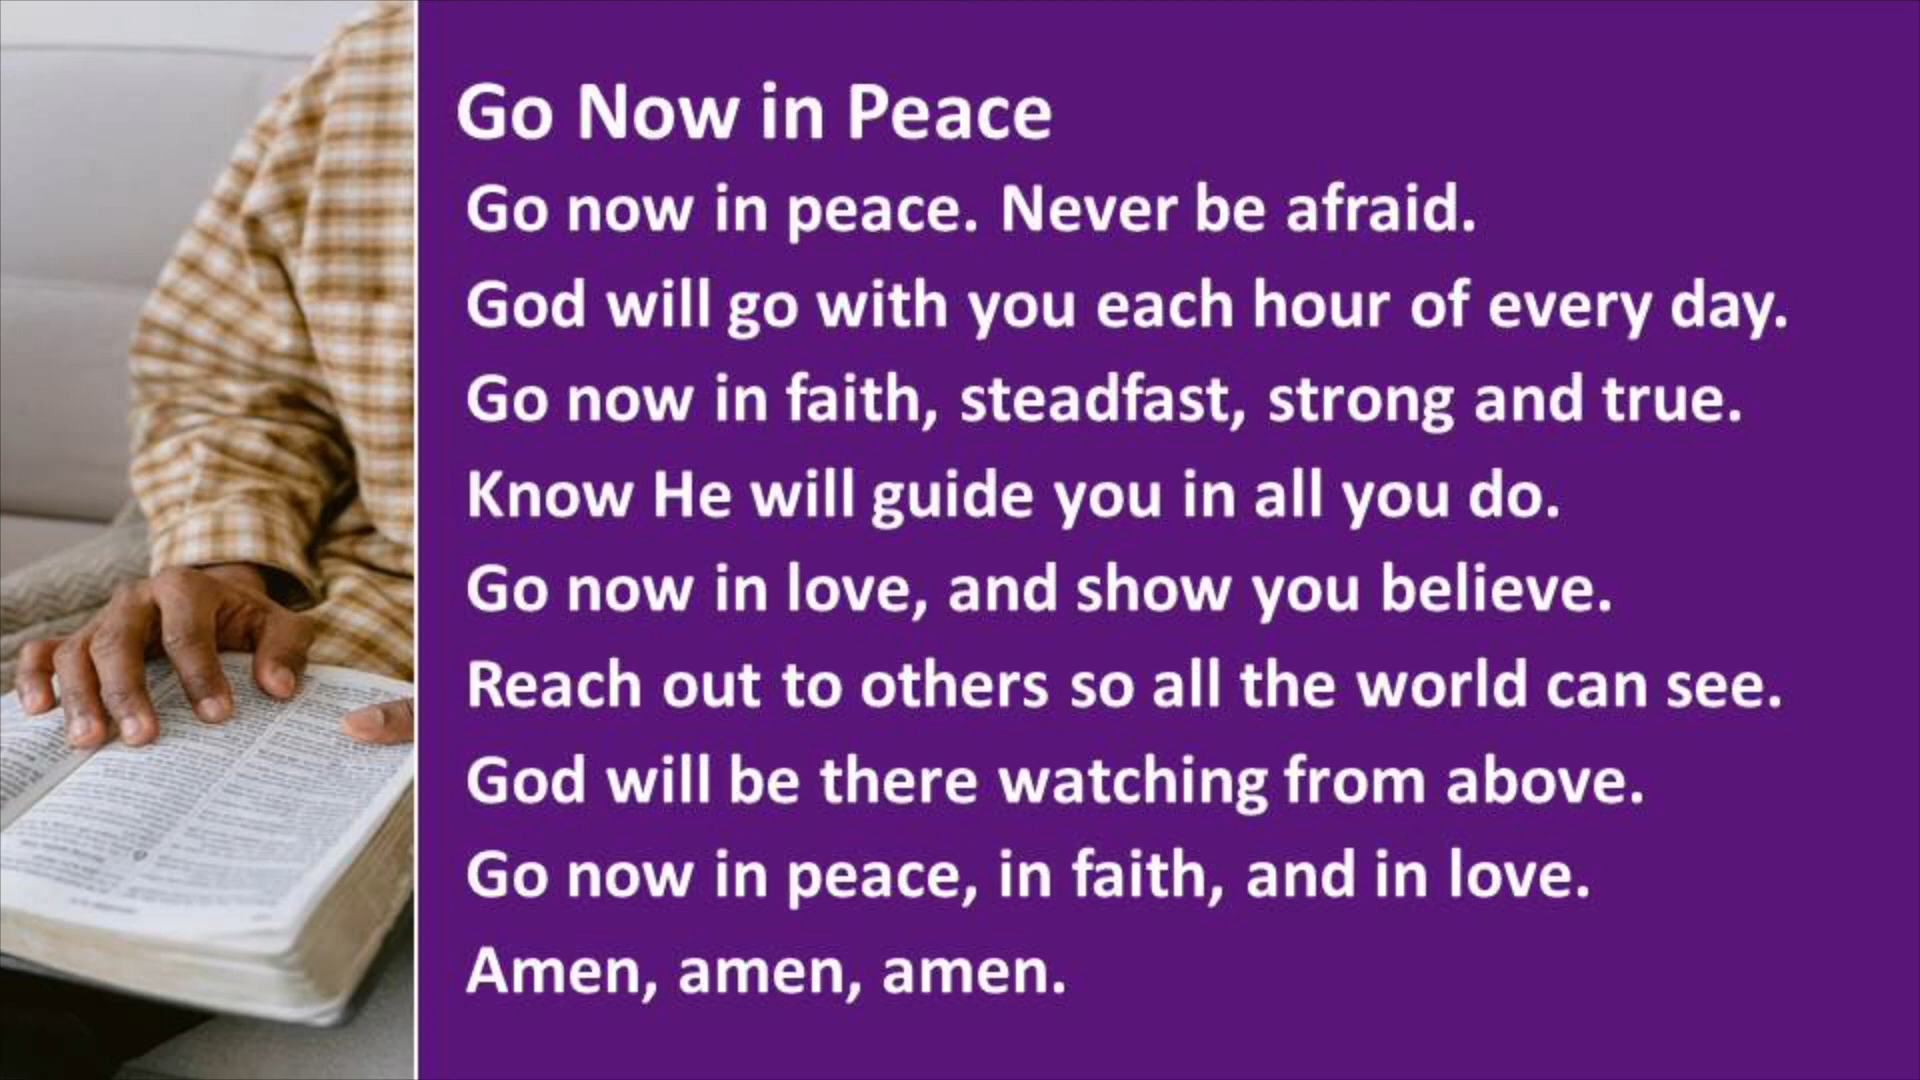 Go Now in Peace
Go now in peace. Never be afraid.
God will go with you each hour of every day.
Go now in faith, steadfast, strong and true.
Know He will guide you in all you do.
Go now in love, and show you believe.
Reach out to others so all the world can see.
God will be there watching from above.
Go now in peace, in faith, and in love.
Amen, amen, amen.